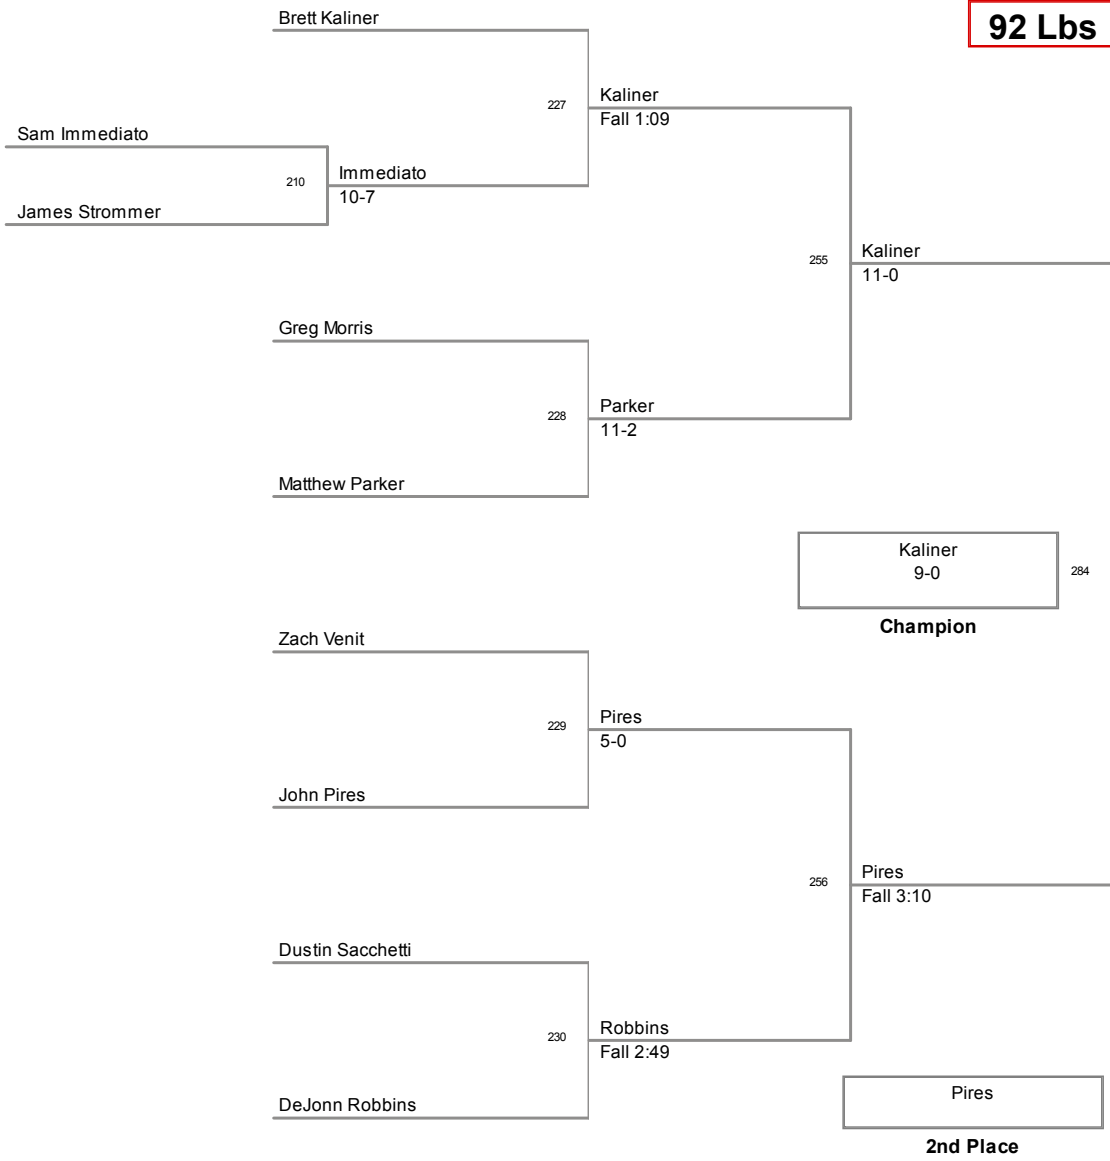 Brett Kaliner
92 Lbs
227
Kaliner
Fall 1:09
Sam Immediato
210
Immediato
10-7
James Strommer
255
Kaliner
11-0
Greg Morris
228
Parker
11-2
Matthew Parker
Kaliner
9-0
284
Champion
Zach Venit
229
Pires
5-0
John Pires
256
Pires
Fall 3:10
Dustin Sacchetti
230
Robbins
Fall 2:49
DeJonn Robbins
Pires
2nd Place